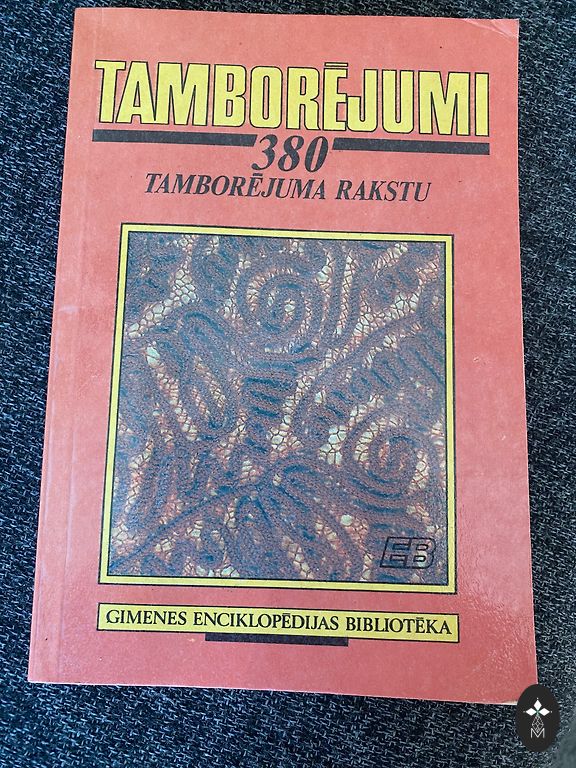 TAMBORĒJUMI
380
TAMBORĒJUMA RAKSTU
EB
GIMENES ENCIKLOPĒDIJAS BIBLIOTĒKA
M